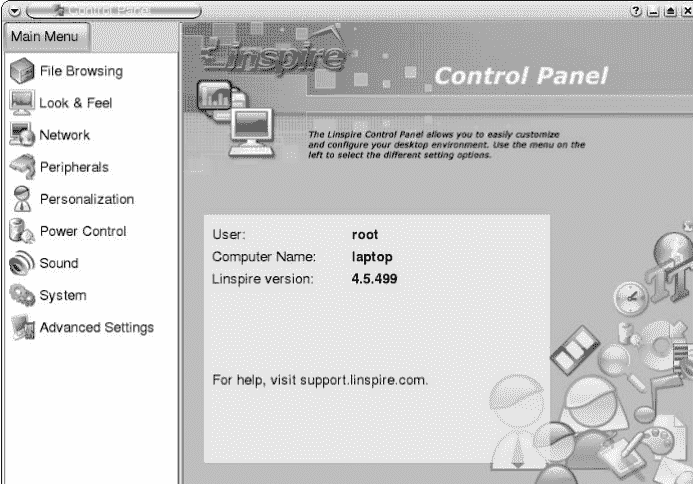 Control Panel
Main Menu
File Browsing
Look & Feel
Network
Peripherals
Personalization
Power Control
Sound
System
Advanced Settings
Linspire
Control Panel
The Linspire Control Panel allows you to easily customize
and configure your desktop environment. Use the menu on the
left to select the different setting options.
User: root
Computer Name: laptop
Linspire version: 4.5.499
For help, visit support.linspire.com.